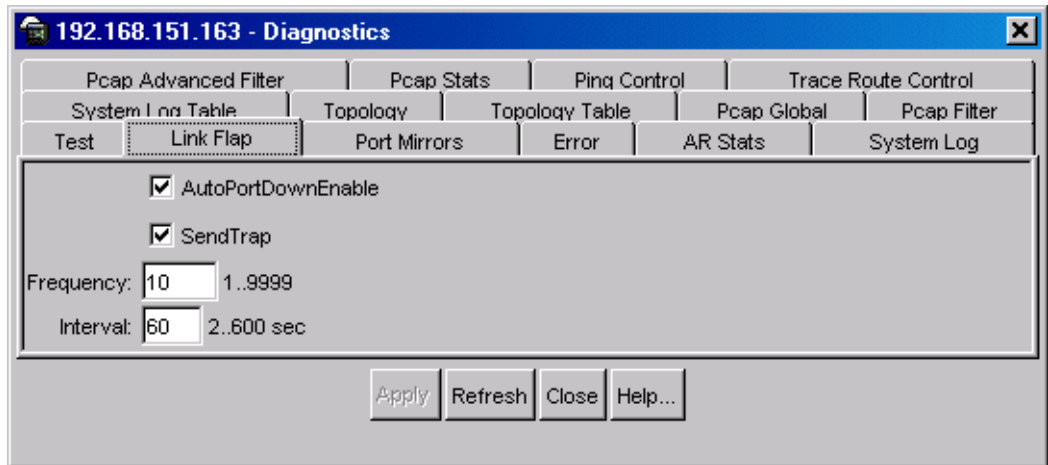 192.168.151.163 - Diagnostics
Pcap Advanced Filter Pcap Stats Ping Control Trace Route Control
System Log Table Topology Topology Table Pcap Global Pcap Filter
Test Link Flap Port Mirrors Error AR Stats System Log
AutoPortDownEnable
SendTrap
Frequency: 10 1..9999
Interval: 60 2..600 sec
Apply Refresh Close Help...